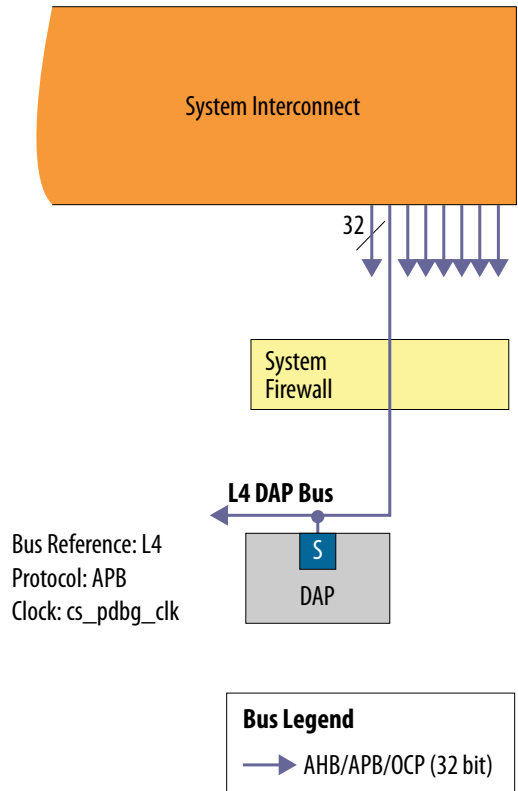 System Interconnect
32
System
Firewall
L4 DAP Bus
Bus Reference: L4
Protocol: APB
Clock: cs_pdbg_clk
S
DAP
Bus Legend
AHB/APB/OCP (32 bit)